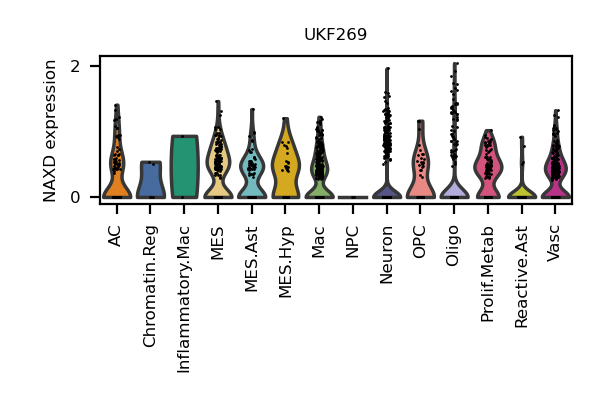 UKF269
NAXD expression
2
0
AC
Chromatin.Reg
Inflammatory.Mac
MES
MES.Ast
MES.Hyp
Mac
NPC
Neuron
OPC
Oligo
Prolif.Metab
Reactive.Ast
Vasc